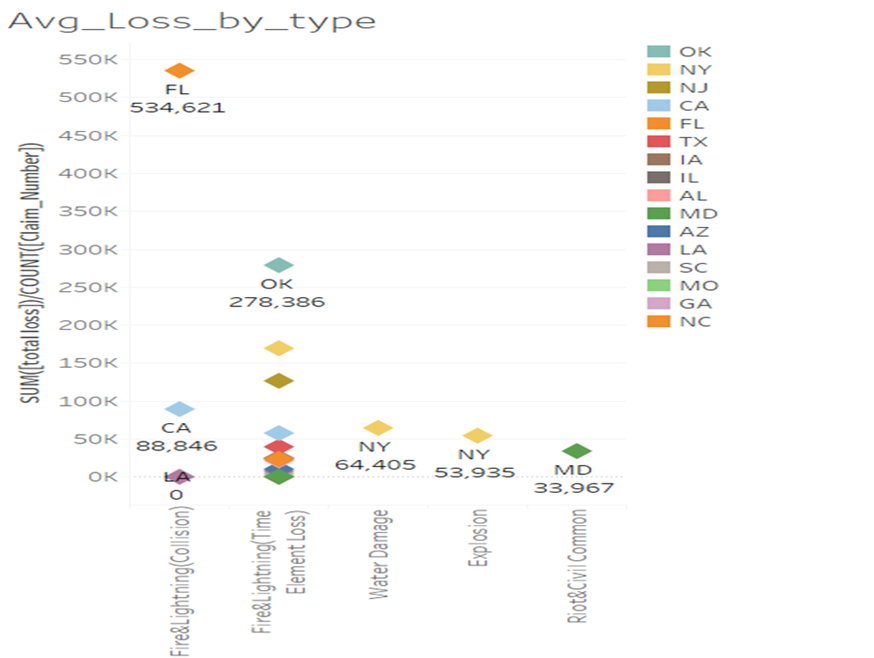 Avg_Loss_by_type
SUM([total loss])/COUNT([Claim_Number])
550K
500K
450K
400K
350K
300K
250K
200K
150K
100K
50K
0K
FL
534,621
CA
88,846
LA
0
OK
278,386
NY
64,405
NY
53,935
MD
33,967
Fire&Lightning(Collision)
Fire&Lightning(Time
Element Loss)
Water Damage
Explosion
Riot&Civil Common
OK
NY
NJ
CA
FL
TX
IA
IL
AL
MD
AZ
LA
SC
MO
GA
NC